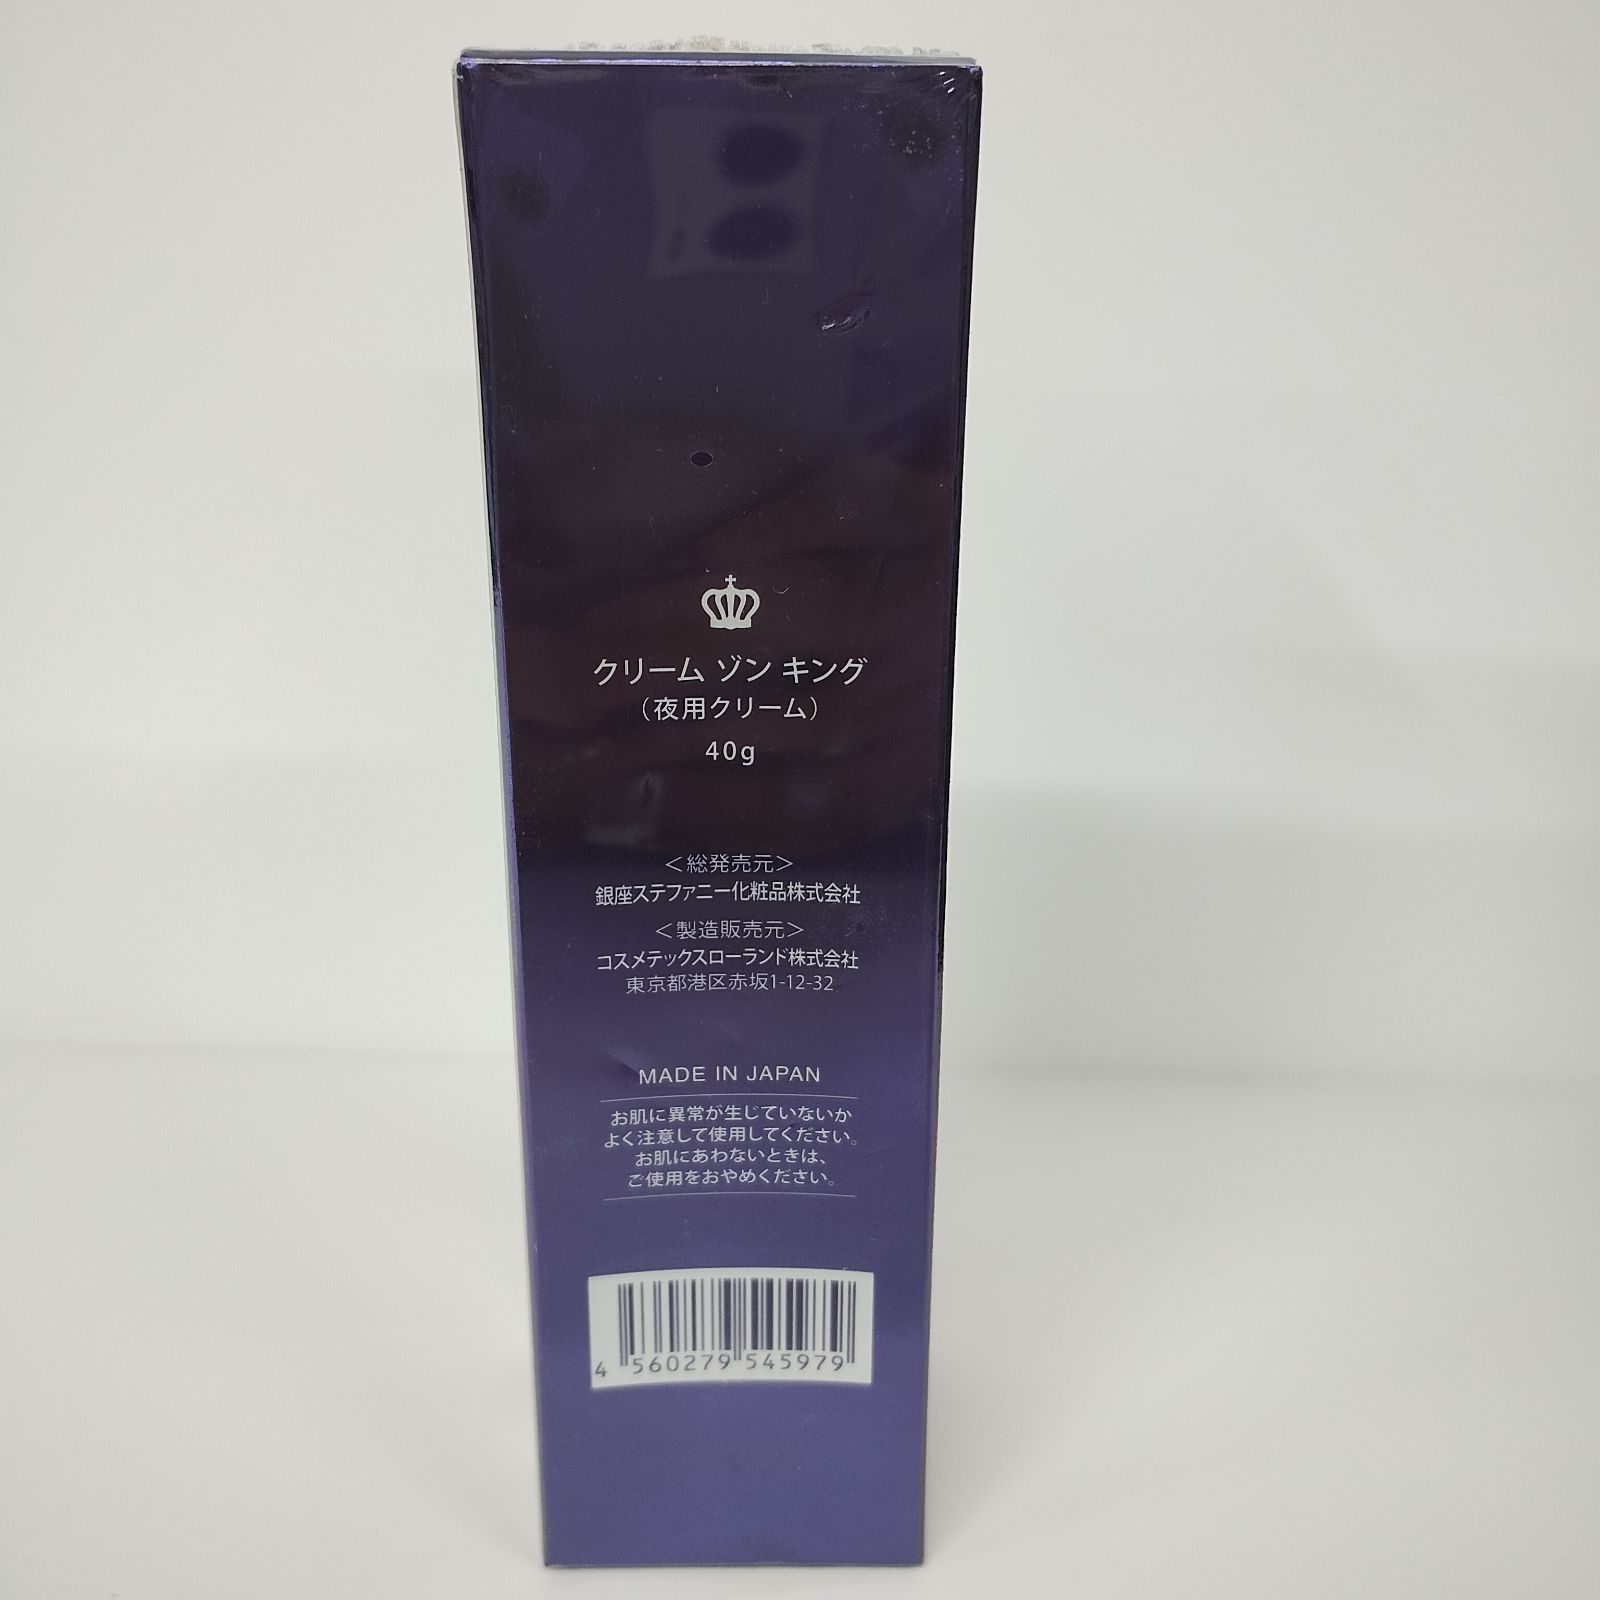 クリーム ゾン キング
（夜用クリーム）
40g
＜総発売元＞
銀座ステファニー化粧品株式会社
＜製造販売元＞
コスメテックスローランド株式会社
東京都港区赤坂1-12-32
MADE IN JAPAN
お肌に異常が生じていないか
よく注意して使用してください。
お肌にあわないときは、
ご使用をおやめください。
4 560279 545979